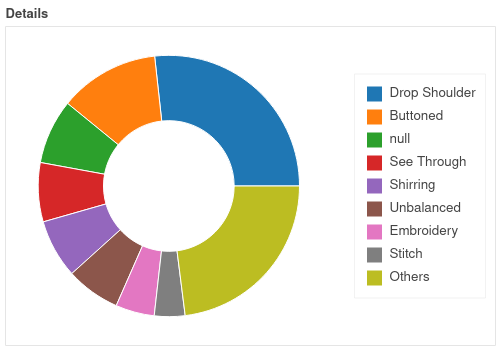 Details
Drop Shoulder
Buttoned
null
See Through
Shirring
Unbalanced
Embroidery
Stitch
Others